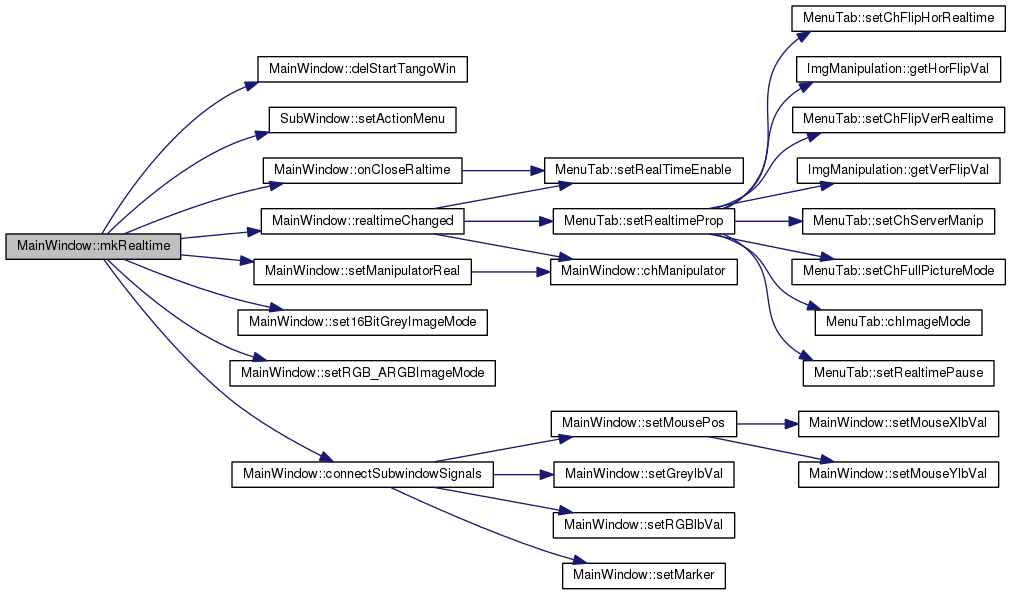 MainWindow::mkRealtime
MainWindow::delStartTangoWin
SubWindow::setActionMenu
MainWindow::onCloseRaltime
MainWindow::realtimeChanged
MainWindow::setManipulatorReal
MainWindow::set16BitGreyImageMode
MainWindow::setRGB_ARGBImageMode
MainWindow::connectSubwindowSignals
MenuTab::setRealTimeEnable
MenuTab::setRealtimeProp
MainWindow::chManipulator
MainWindow::setMousePos
MainWindow::setGreylbVal
MainWindow::setRGBlbVal
MainWindow::setMarker
MenuTab::setChFlipHorRealtime
ImgManipulation::getHorFlipVal
MenuTab::setChFlipVerRealtime
ImgManipulation::getVerFlipVal
MenuTab::setChServerManip
MenuTab::setChFullPictureMode
MenuTab::chImageMode
MenuTab::setRealtimePause
MainWindow::setMouseXlbVal
MainWindow::setMouseYlbVal